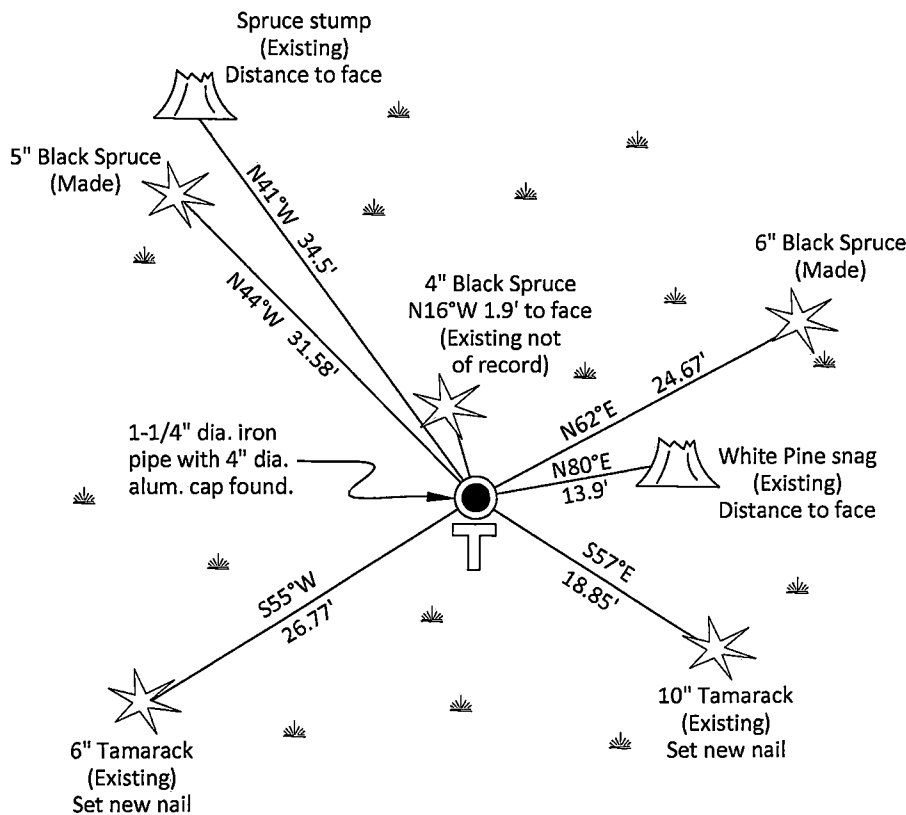 Spruce stump
(Existing)
Distance to face
5" Black Spruce
(Made)
N41°W 34.5'
N44°W 31.58'
4" Black Spruce
N16°W 1.9' to face
(Existing not
of record)
6" Black Spruce
(Made)
N62°E 24.67'
1-1/4" dia. iron
pipe with 4" dia.
alum. cap found.
N80°E
13.9'
White Pine snag
(Existing)
Distance to face
T
S55°W
26.77'
S57°E
18.85'
6" Tamarack
(Existing)
Set new nail
10" Tamarack
(Existing)
Set new nail